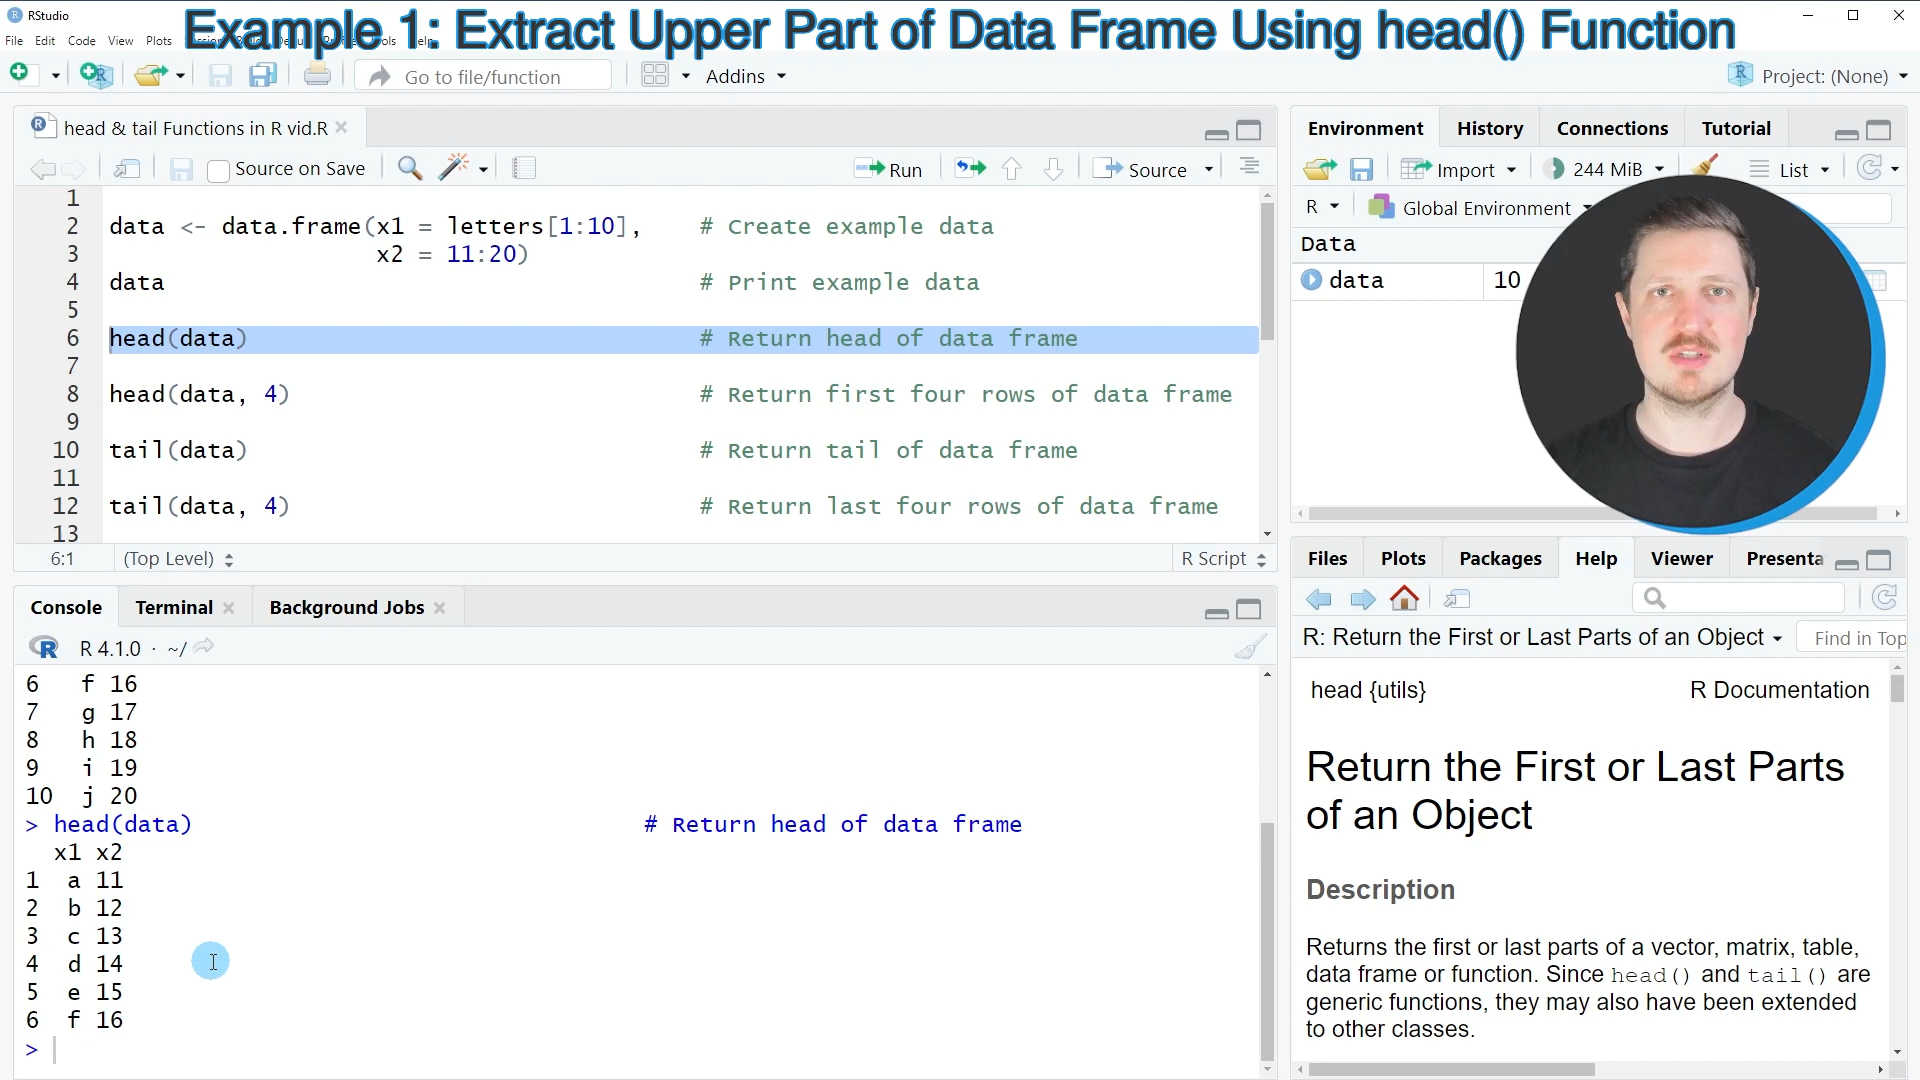 RStudio
Example 1: Extract Upper Part of Data Frame Using head() Function
File Edit Code View Plots
Go to file/function
Addins
Project: (None)
head & tail Functions in R vid.R
Source on Save
Run
Source
1
2 data <- data.frame(x1 = letters[1:10], # Create example data
3 x2 = 11:20)
4 data # Print example data
5
6 head(data) # Return head of data frame
7
8 head(data, 4) # Return first four rows of data frame
9
10 tail(data) # Return tail of data frame
11
12 tail(data, 4) # Return last four rows of data frame
13
6:1 (Top Level) R Script
Console Terminal Background Jobs
R 4.1.0 · ~/
6 f 16
7 g 17
8 h 18
9 i 19
10 j 20
> head(data) # Return head of data frame
x1 x2
1 a 11
2 b 12
3 c 13
4 d 14
5 e 15
6 f 16
>
Environment History Connections Tutorial
Import 244 MiB List
R Global Environment
Data
data 10
Files Plots Packages Help Viewer Presenta
R: Return the First or Last Parts of an Object Find in Top
head {utils} R Documentation
Return the First or Last Parts
of an Object
Description
Returns the first or last parts of a vector, matrix, table,
data frame or function. Since head() and tail() are
generic functions, they may also have been extended
to other classes.